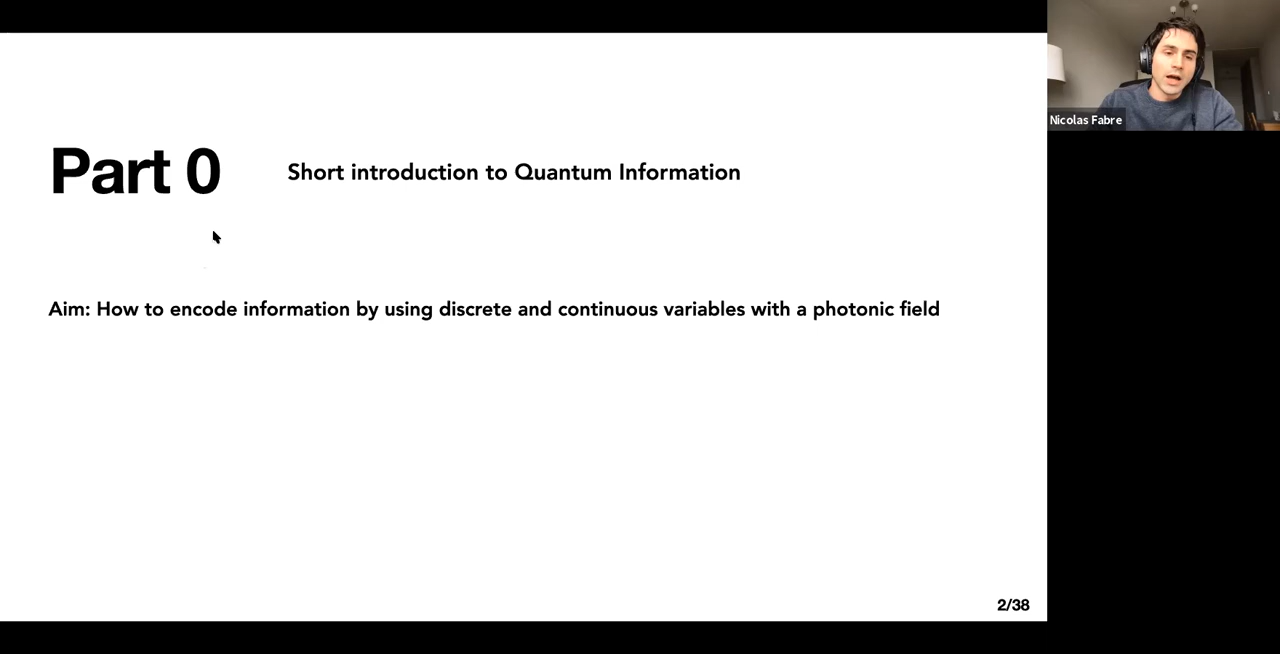 Part 0
Short introduction to Quantum Information
Aim: How to encode information by using discrete and continuous variables with a photonic field
2/38
Nicolas Fabre